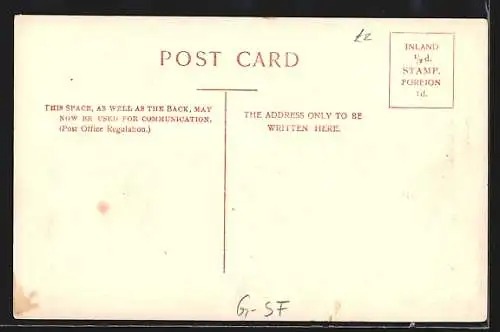 £2
POST CARD
INLAND
½d.
STAMP.
FOREIGN
1d.
THIS SPACE, AS WELL AS THE BACK, MAY
NOW BE USED FOR COMMUNICATION.
(Post Office Regulation.)
THE ADDRESS ONLY TO BE
WRITTEN HERE.
G-SF